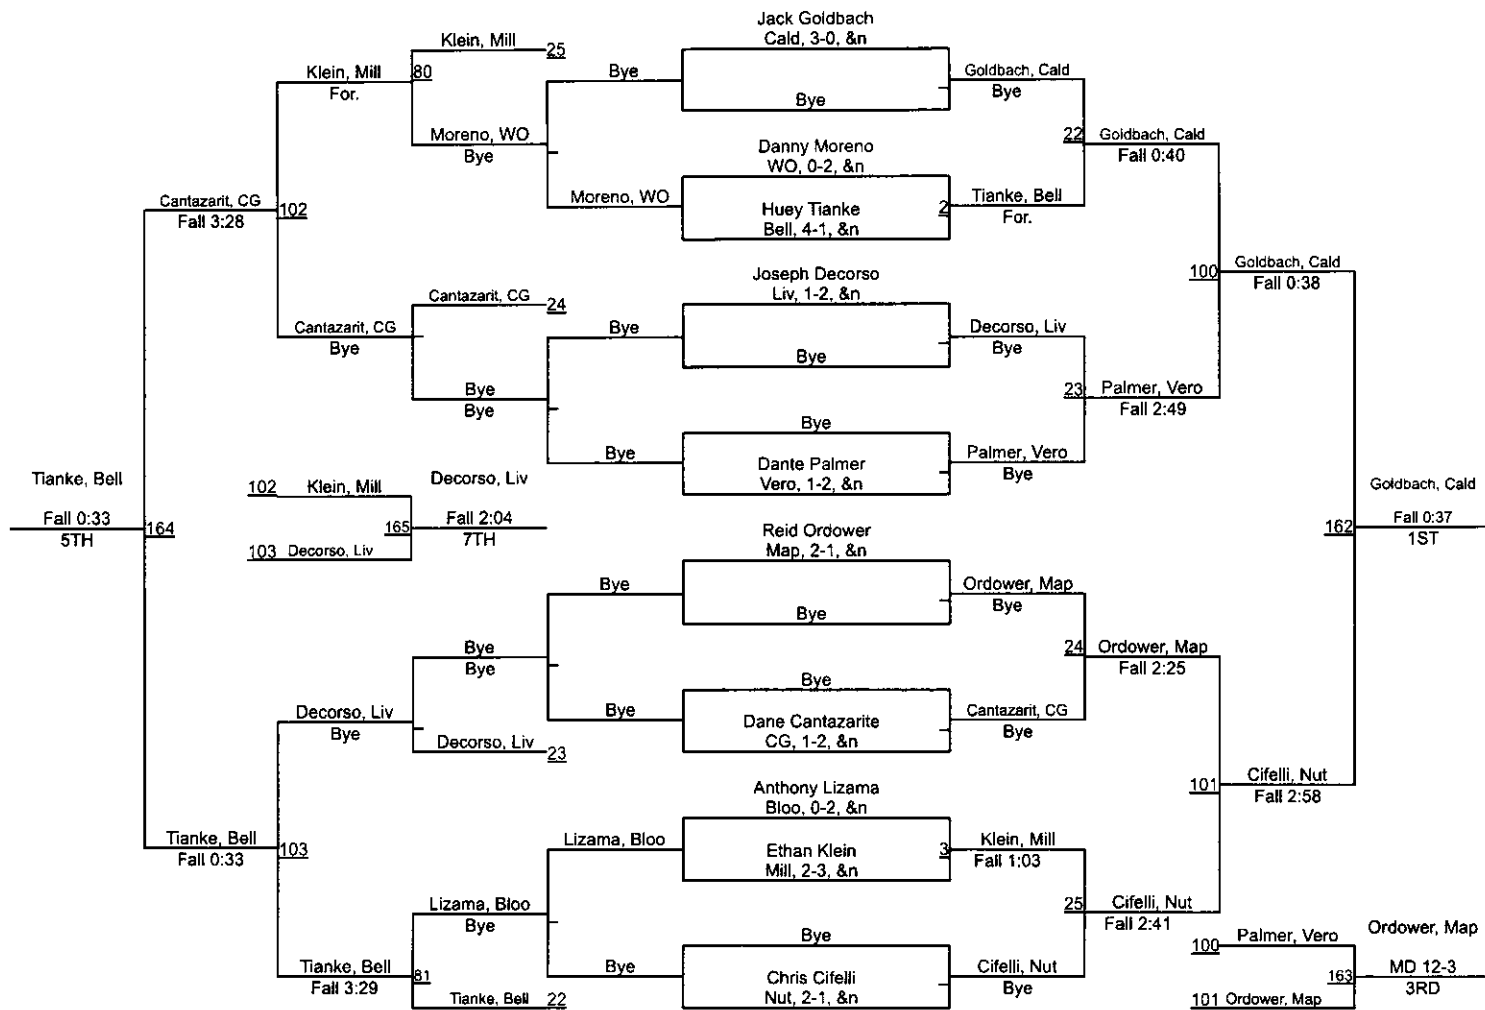 Jack Goldbach
Cald, 3-0, &n
Klein, Mill
25
Klein, Mill
80
For.
Bye
Bye
Goldbach, Cald
Bye
Moreno, WO
Bye
Danny Moreno
WO, 0-2, &n
22
Goldbach, Cald
Fall 0:40
Cantazarit, CG
Fall 3:28
102
Moreno, WO
Huey Tianke
Bell, 4-1, &n
2
Tianke, Bell
For.
Joseph Decorso
Liv, 1-2, &n
100
Goldbach, Cald
Fall 0:38
Cantazarit, CG
24
Cantazarit, CG
Bye
Bye
Bye
Decorso, Liv
Bye
Bye
Bye
23
Palmer, Vero
Fall 2:49
Bye
Bye
Dante Palmer
Vero, 1-2, &n
Palmer, Vero
Bye
Tianke, Bell
Fall 0:33
5TH
164
102
Klein, Mill
103
Decorso, Liv
165
Decorso, Liv
Fall 2:04
7TH
Reid Ordower
Map, 2-1, &n
162
Goldbach, Cald
Fall 0:37
1ST
Bye
Bye
Ordower, Map
Bye
Bye
Bye
24
Ordower, Map
Fall 2:25
Bye
Bye
Dane Cantazarite
CG, 1-2, &n
Cantazarit, CG
Bye
Decorso, Liv
Bye
Decorso, Liv
23
Anthony Lizama
Bloo, 0-2, &n
101
Cifelli, Nut
Fall 2:58
Tianke, Bell
Fall 0:33
103
Lizama, Bloo
Ethan Klein
Mill, 2-3, &n
3
Klein, Mill
Fall 1:03
Lizama, Bloo
Bye
25
Cifelli, Nut
Fall 2:41
Tianke, Bell
Fall 3:29
81
Tianke, Bell
22
Bye
Bye
Chris Cifelli
Nut, 2-1, &n
Cifelli, Nut
Bye
100
Palmer, Vero
101
Ordower, Map
163
Ordower, Map
MD 12-3
3RD